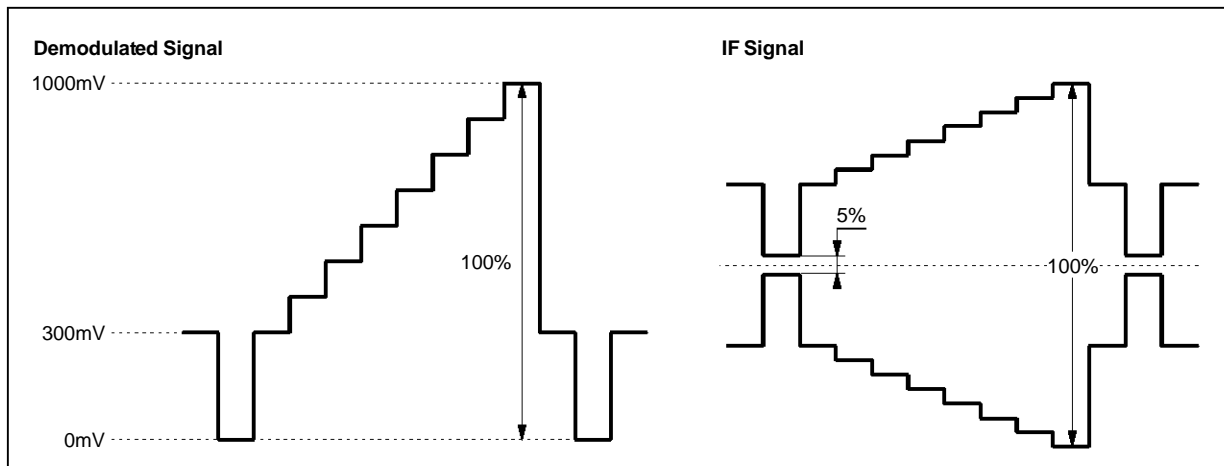 Demodulated Signal
1000mV
100%
300mV
0mV
IF Signal
5%
100%